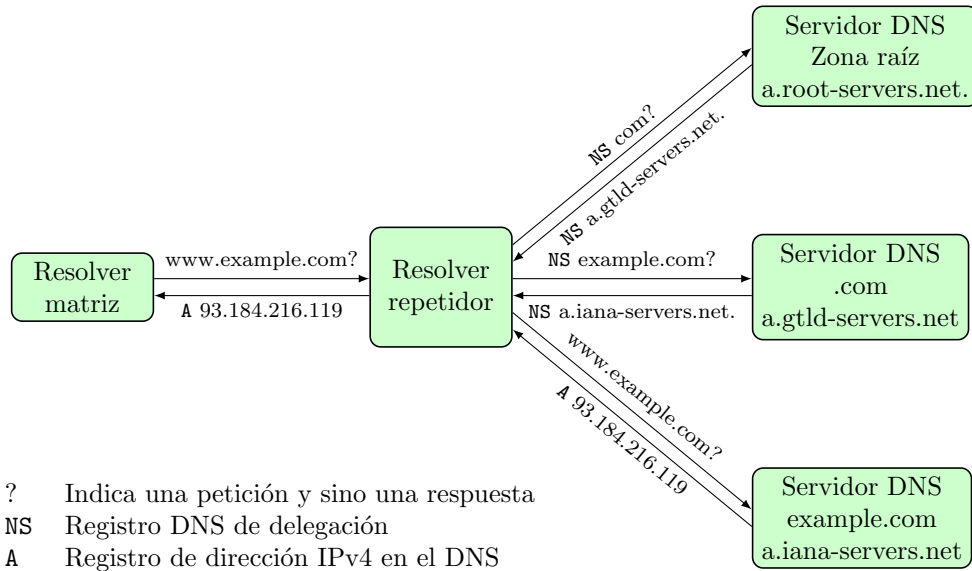 Servidor DNS
Zona raíz
a.root-servers.net.
NS com?
NS a.gtld-servers.net.
Resolver
matriz
www.example.com?
A 93.184.216.119
Resolver
repetidor
NS example.com?
NS a.iana-servers.net.
Servidor DNS
.com
a.gtld-servers.net
www.example.com?
A 93.184.216.119
Servidor DNS
example.com
a.iana-servers.net
? Indica una petición y sino una respuesta
NS Registro DNS de delegación
A Registro de dirección IPv4 en el DNS